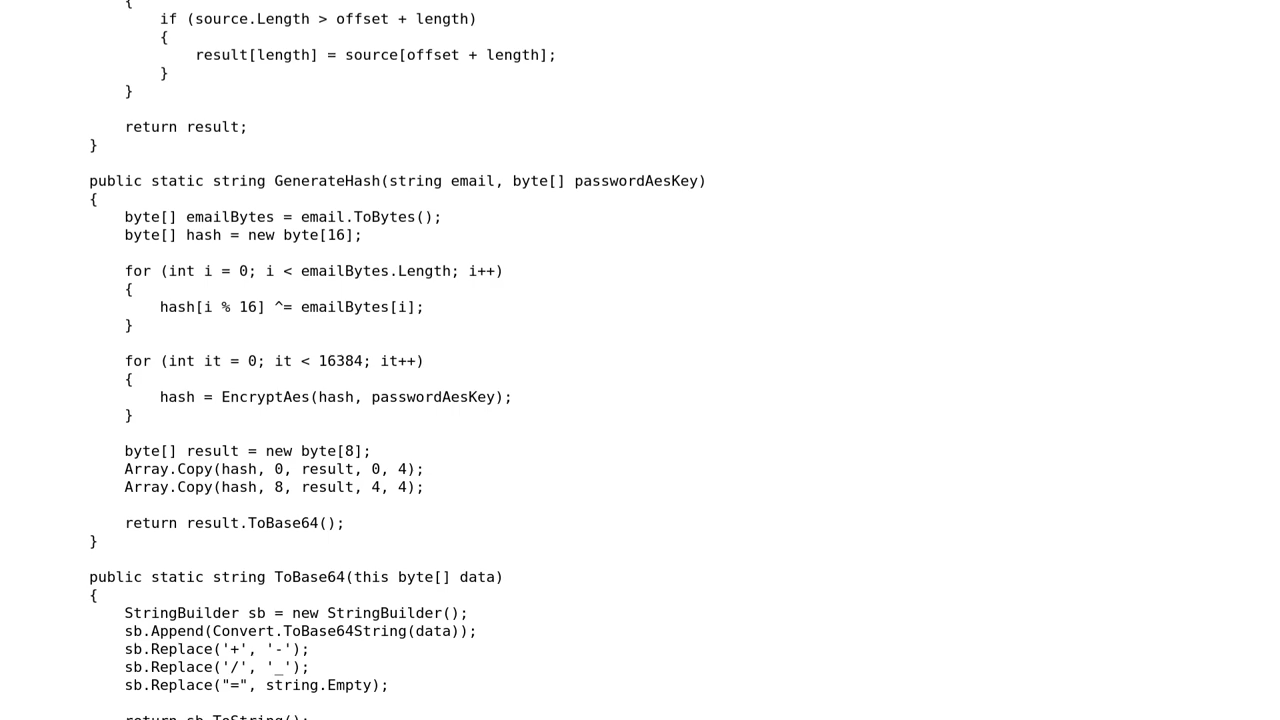 {
if (source.Length > offset + length)
{
result[length] = source[offset + length];
}
}
return result;
}
public static string GenerateHash(string email, byte[] passwordAesKey)
{
byte[] emailBytes = email.ToBytes();
byte[] hash = new byte[16];
for (int i = 0; i < emailBytes.Length; i++)
{
hash[i % 16] ^= emailBytes[i];
}
for (int it = 0; it < 16384; it++)
{
hash = EncryptAes(hash, passwordAesKey);
}
byte[] result = new byte[8];
Array.Copy(hash, 0, result, 0, 4);
Array.Copy(hash, 8, result, 4, 4);
return result.ToBase64();
}
public static string ToBase64(this byte[] data)
{
StringBuilder sb = new StringBuilder();
sb.Append(Convert.ToBase64String(data));
sb.Replace('+', '-');
sb.Replace('/', '_');
sb.Replace("=", string.Empty);
return sb.ToString();